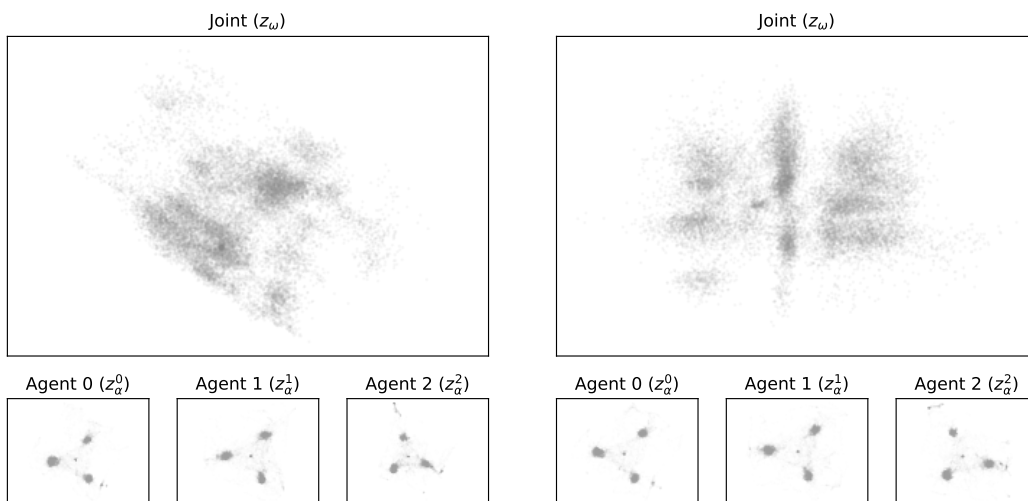 Joint (z_ω)
Joint (z_ω)
Agent 0 (z_α^0) Agent 1 (z_α^1) Agent 2 (z_α^2)
Agent 0 (z_α^0) Agent 1 (z_α^1) Agent 2 (z_α^2)